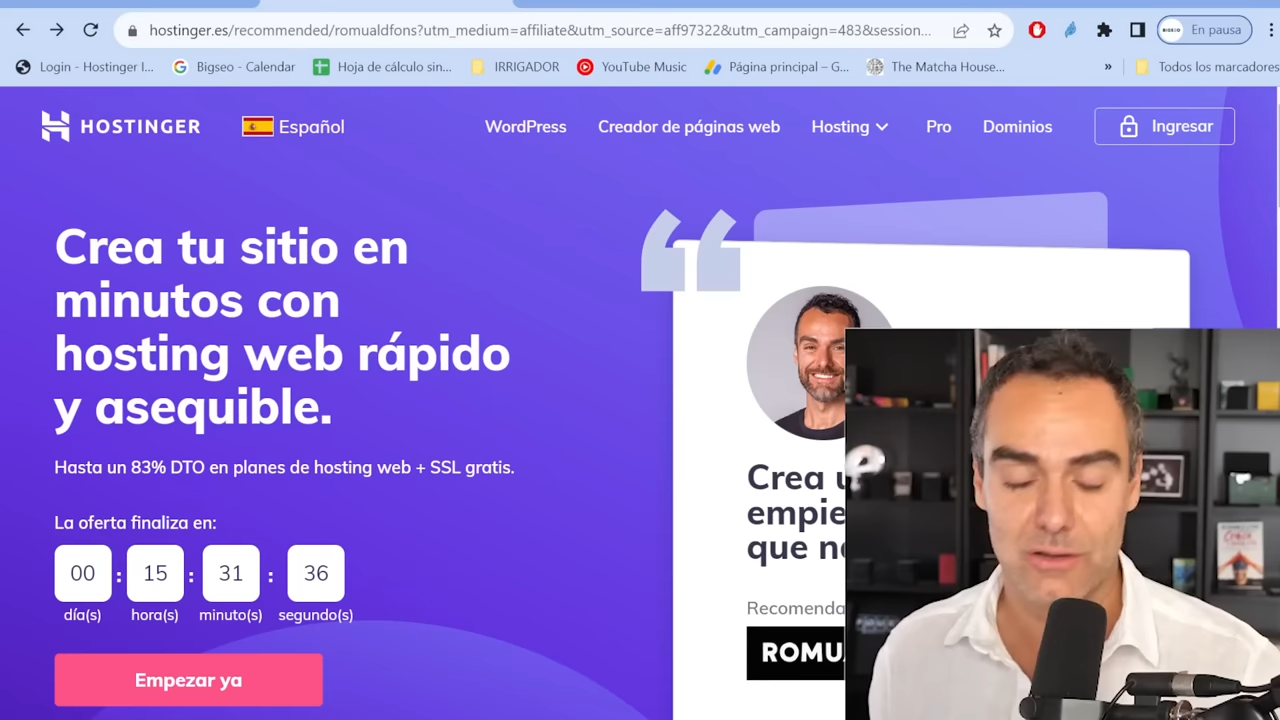 hostinger.es/recommended/romualdfons?utm_medium=affiliate&utm_source=aff97322&utm_campaign=483&session...
En pausa
Login - Hostinger I...
Bigseo - Calendar
Hoja de cálculo sin...
IRRIGADOR
YouTube Music
Página principal – G...
The Matcha House...
»
Todos los marcadores
HOSTINGER
Español
WordPress
Creador de páginas web
Hosting
Pro
Dominios
Ingresar
Crea tu sitio en
minutos con
hosting web rápido
y asequible.
Hasta un 83% DTO en planes de hosting web + SSL gratis.
La oferta finaliza en:
00 : 15 : 31 : 36
día(s) hora(s) minuto(s) segundo(s)
Empezar ya
“
Crea u
empie
que n
Recomenda
ROMUA